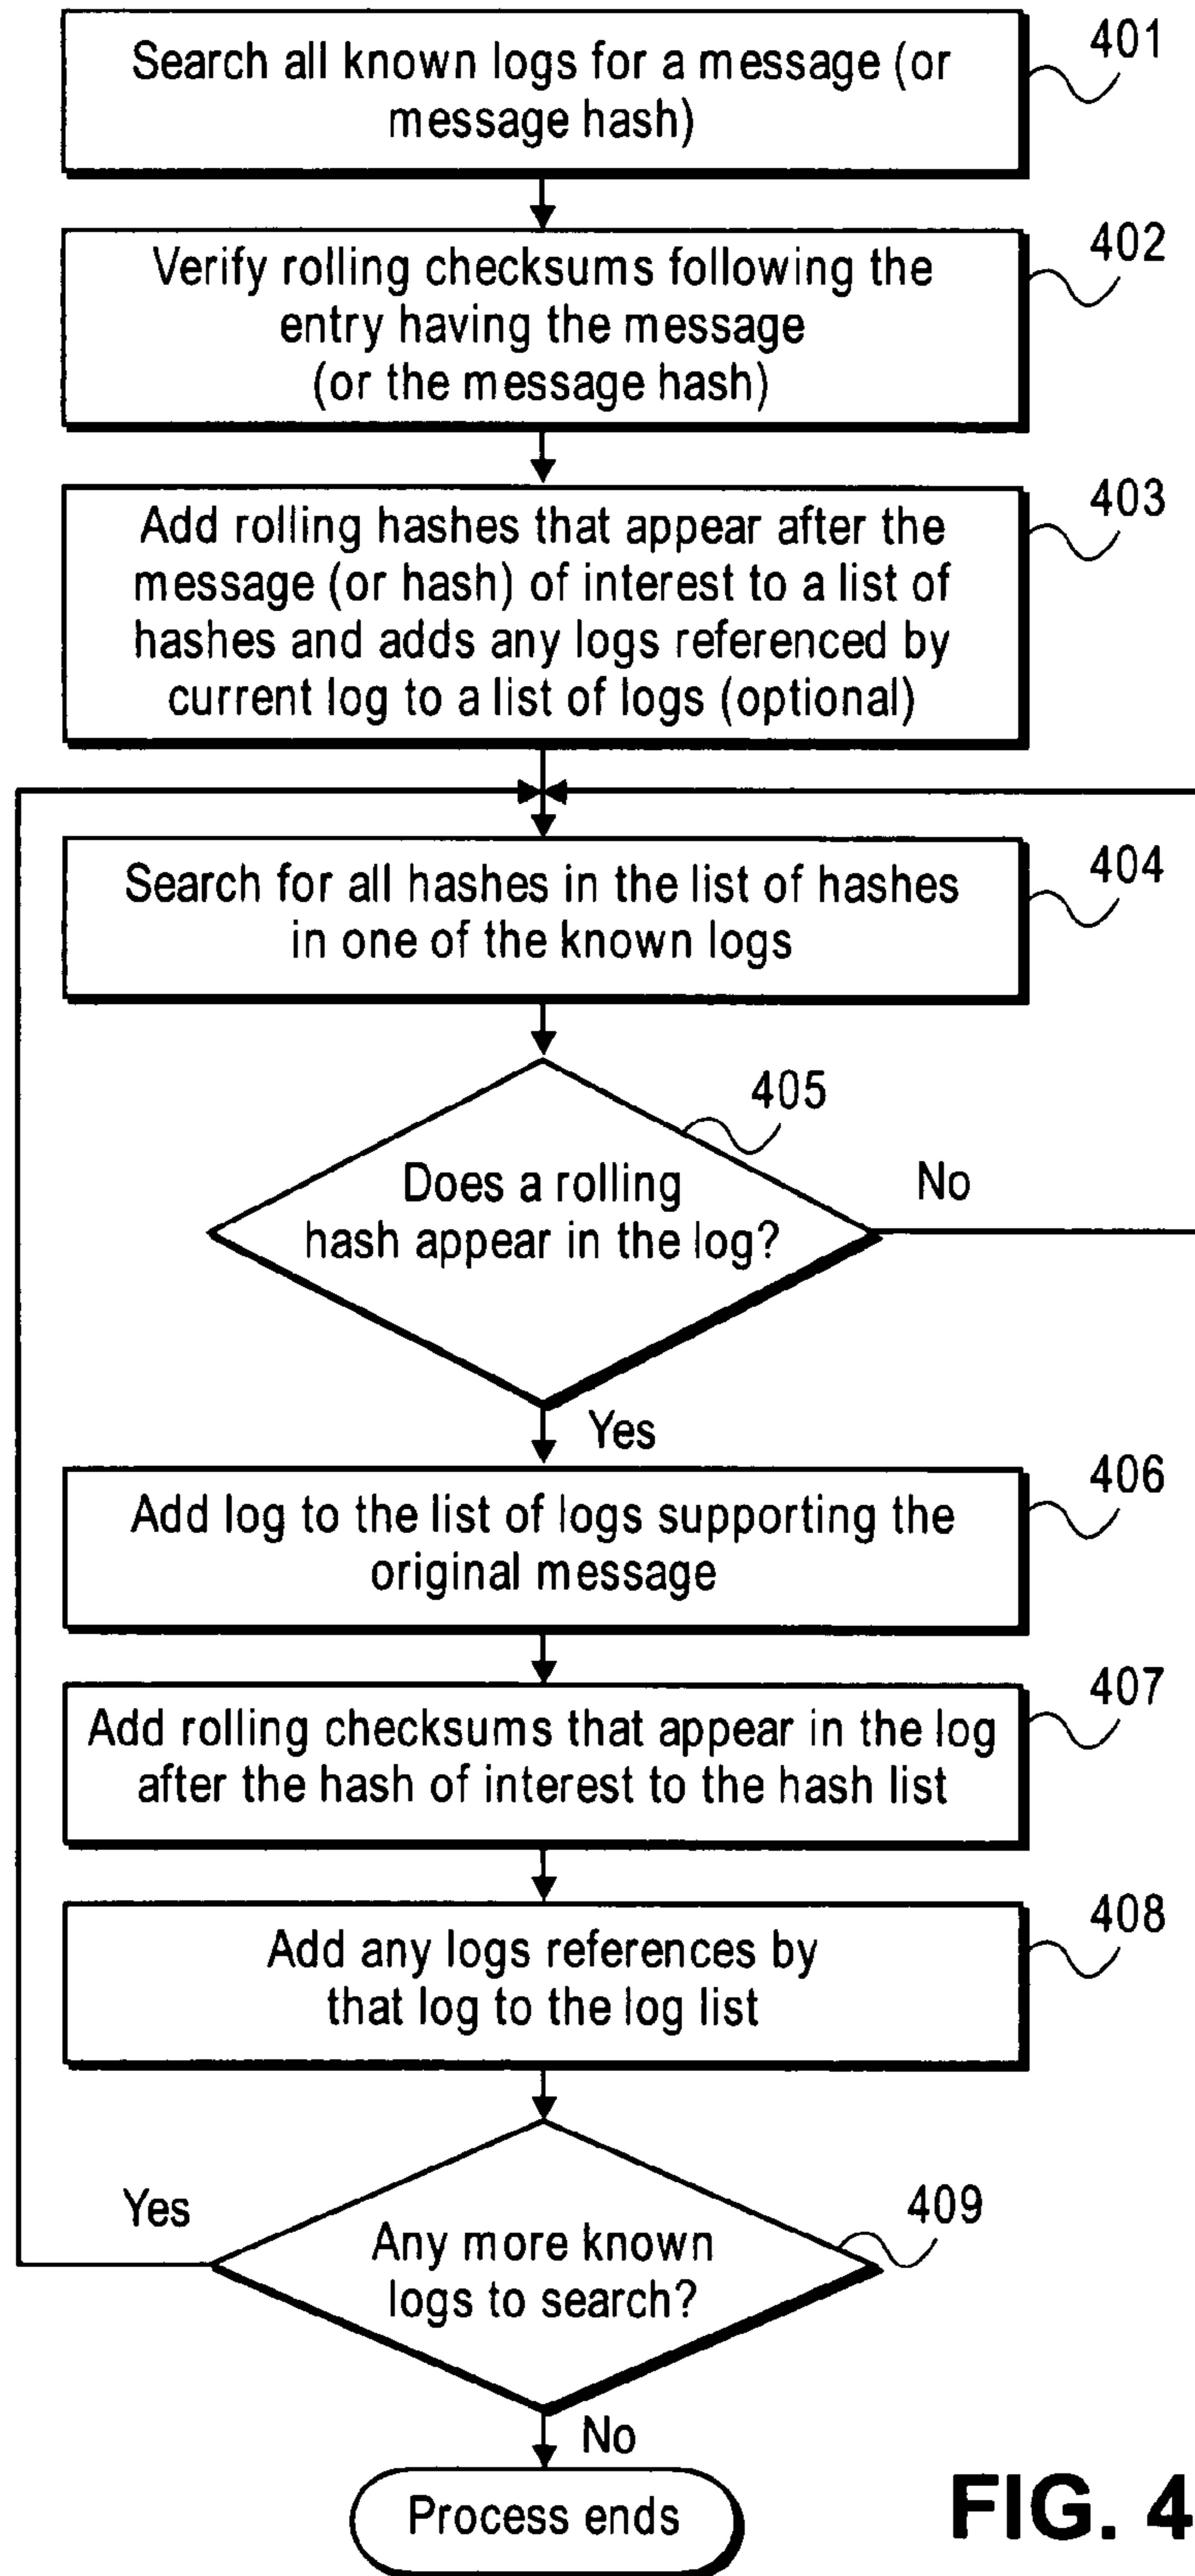 Search all known logs for a message (or
message hash)
401
Verify rolling checksums following the
entry having the message
(or the message hash)
402
Add rolling hashes that appear after the
message (or hash) of interest to a list of
hashes and adds any logs referenced by
current log to a list of logs (optional)
403
Search for all hashes in the list of hashes
in one of the known logs
404
405
Does a rolling
hash appear in the log?
No
Yes
Add log to the list of logs supporting the
original message
406
Add rolling checksums that appear in the log
after the hash of interest to the hash list
407
Add any logs references by
that log to the log list
408
Yes
409
Any more known
logs to search?
No
Process ends
FIG. 4